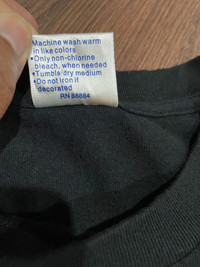 Machine wash warm
in like colors
•Only non-chlorine
bleach, when needed
•Tumble dry medium
•Do not Iron if
decorated
RN 88884